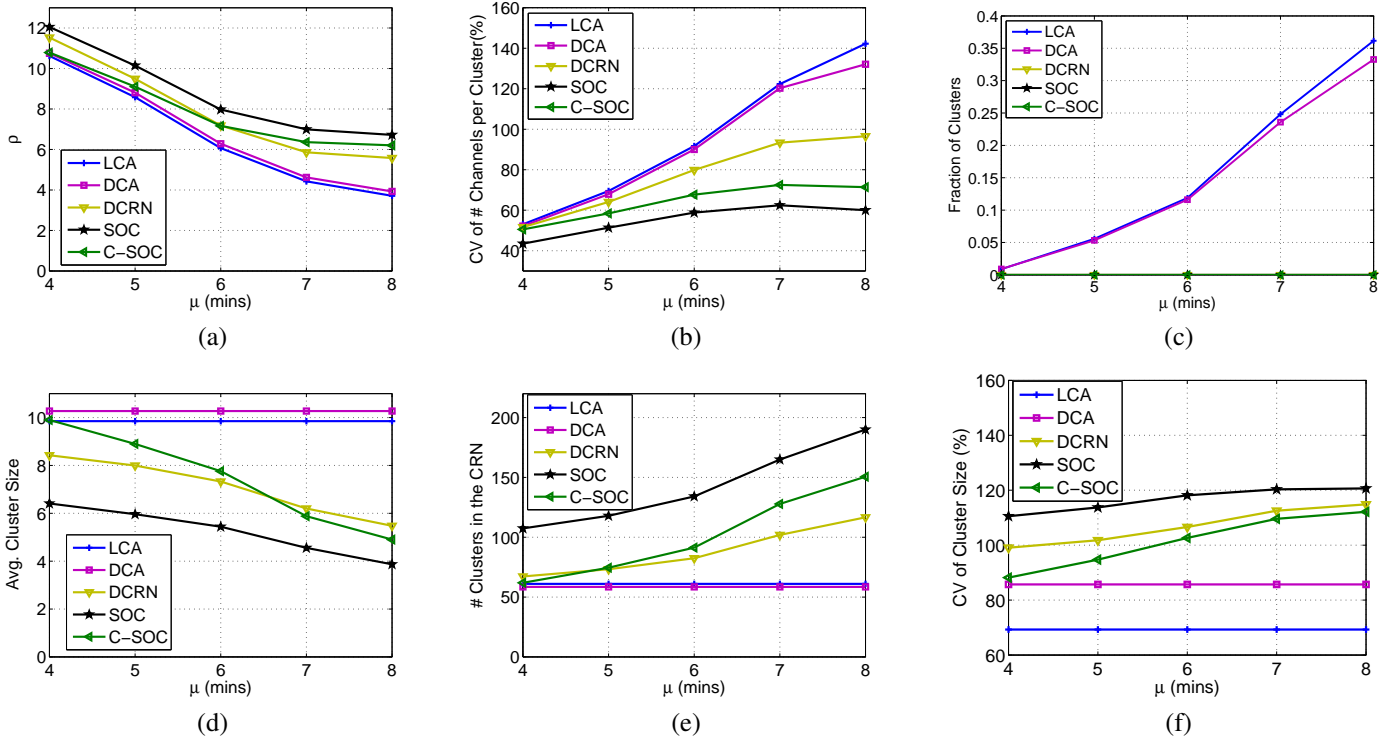 12
10
8
6
4
2
0
ρ
LCA
DCA
DCRN
SOC
C−SOC
4 5 6 7 8
μ (mins)
(a)
160
140
120
100
80
60
40
CV of # Channels per Cluster(%)
LCA
DCA
DCRN
SOC
C−SOC
4 5 6 7 8
μ (mins)
(b)
0.4
0.35
0.3
0.25
0.2
0.15
0.1
0.05
0
Fraction of Clusters
LCA
DCA
DCRN
SOC
C−SOC
4 5 6 7 8
μ (mins)
(c)
10
8
6
4
2
0
Avg. Cluster Size
LCA
DCA
DCRN
SOC
C−SOC
4 5 6 7 8
μ (mins)
(d)
200
150
100
50
0
# Clusters in the CRN
LCA
DCA
DCRN
SOC
C−SOC
4 5 6 7 8
μ (mins)
(e)
160
140
120
100
80
60
CV of Cluster Size (%)
LCA
DCA
DCRN
SOC
C−SOC
4 5 6 7 8
μ (mins)
(f)